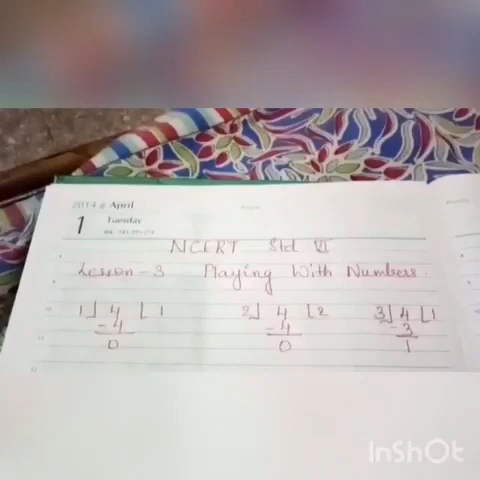 2014 April
1 Tuesday
NCERT Std VI
Lesson - 3 Playing With Numbers.
1 4 1 2 4 2 3 4 1
- 4 - 4 - 3
0 0 1
InShOt